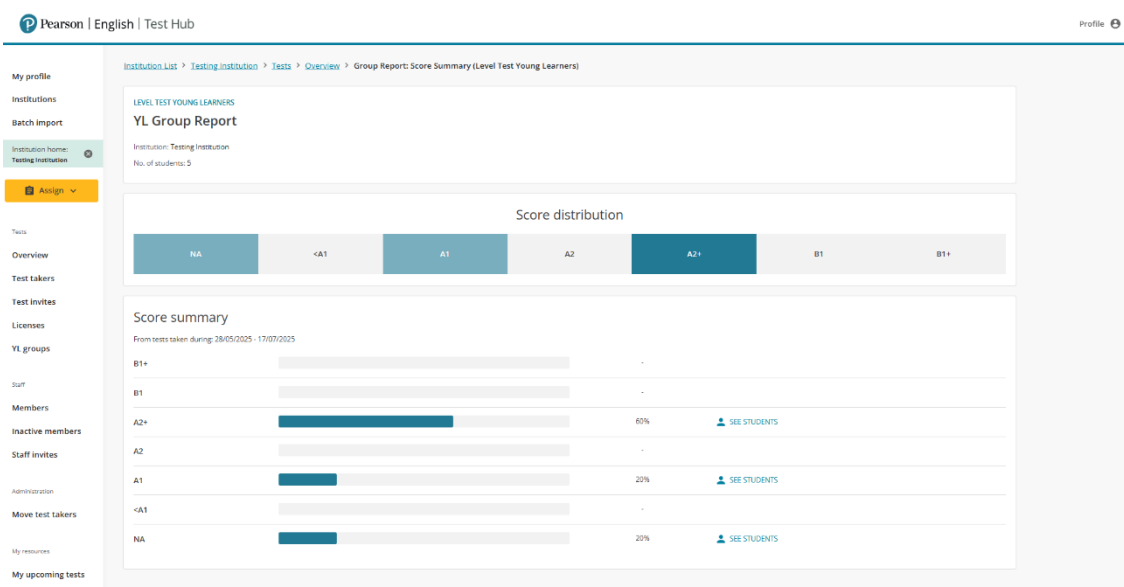 Pearson | English | Test Hub
Profile
My profile
Institutions
Batch import
Institution home:
Testing Institution
Assign
Tests
Overview
Test takers
Test invites
Licenses
YL groups
Staff
Members
Inactive members
Staff invites
Administration
Move test takers
My resources
My upcoming tests
Institution List > Testing Institution > Tests > Overview > Group Report: Score Summary (Level Test Young Learners)
LEVEL TEST YOUNG LEARNERS
YL Group Report
Institution: Testing Institution
No. of students: 5
Score distribution
NA <A1 A1 A2 A2+ B1 B1+
Score summary
From tests taken during: 28/05/2025 - 17/07/2025
B1+ -
B1 -
A2+ 60% SEE STUDENTS
A2 -
A1 20% SEE STUDENTS
<A1 -
NA 20% SEE STUDENTS